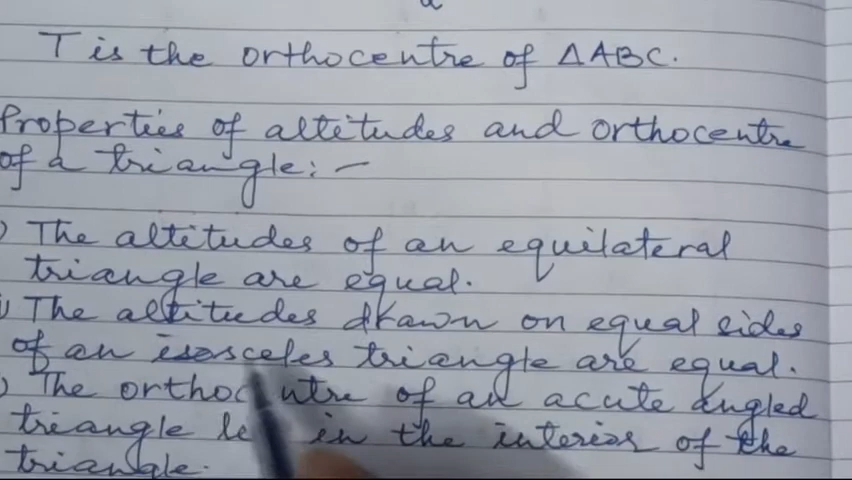 T is the orthocentre of ΔABC.
Properties of altitudes and orthocentre
of a triangle:-
) The altitudes of an equilateral
triangle are equal.
) The altitudes drawn on equal sides
of an isosceles triangle are equal.
) The of an acute angled
triangle in the interior of the
triangle.